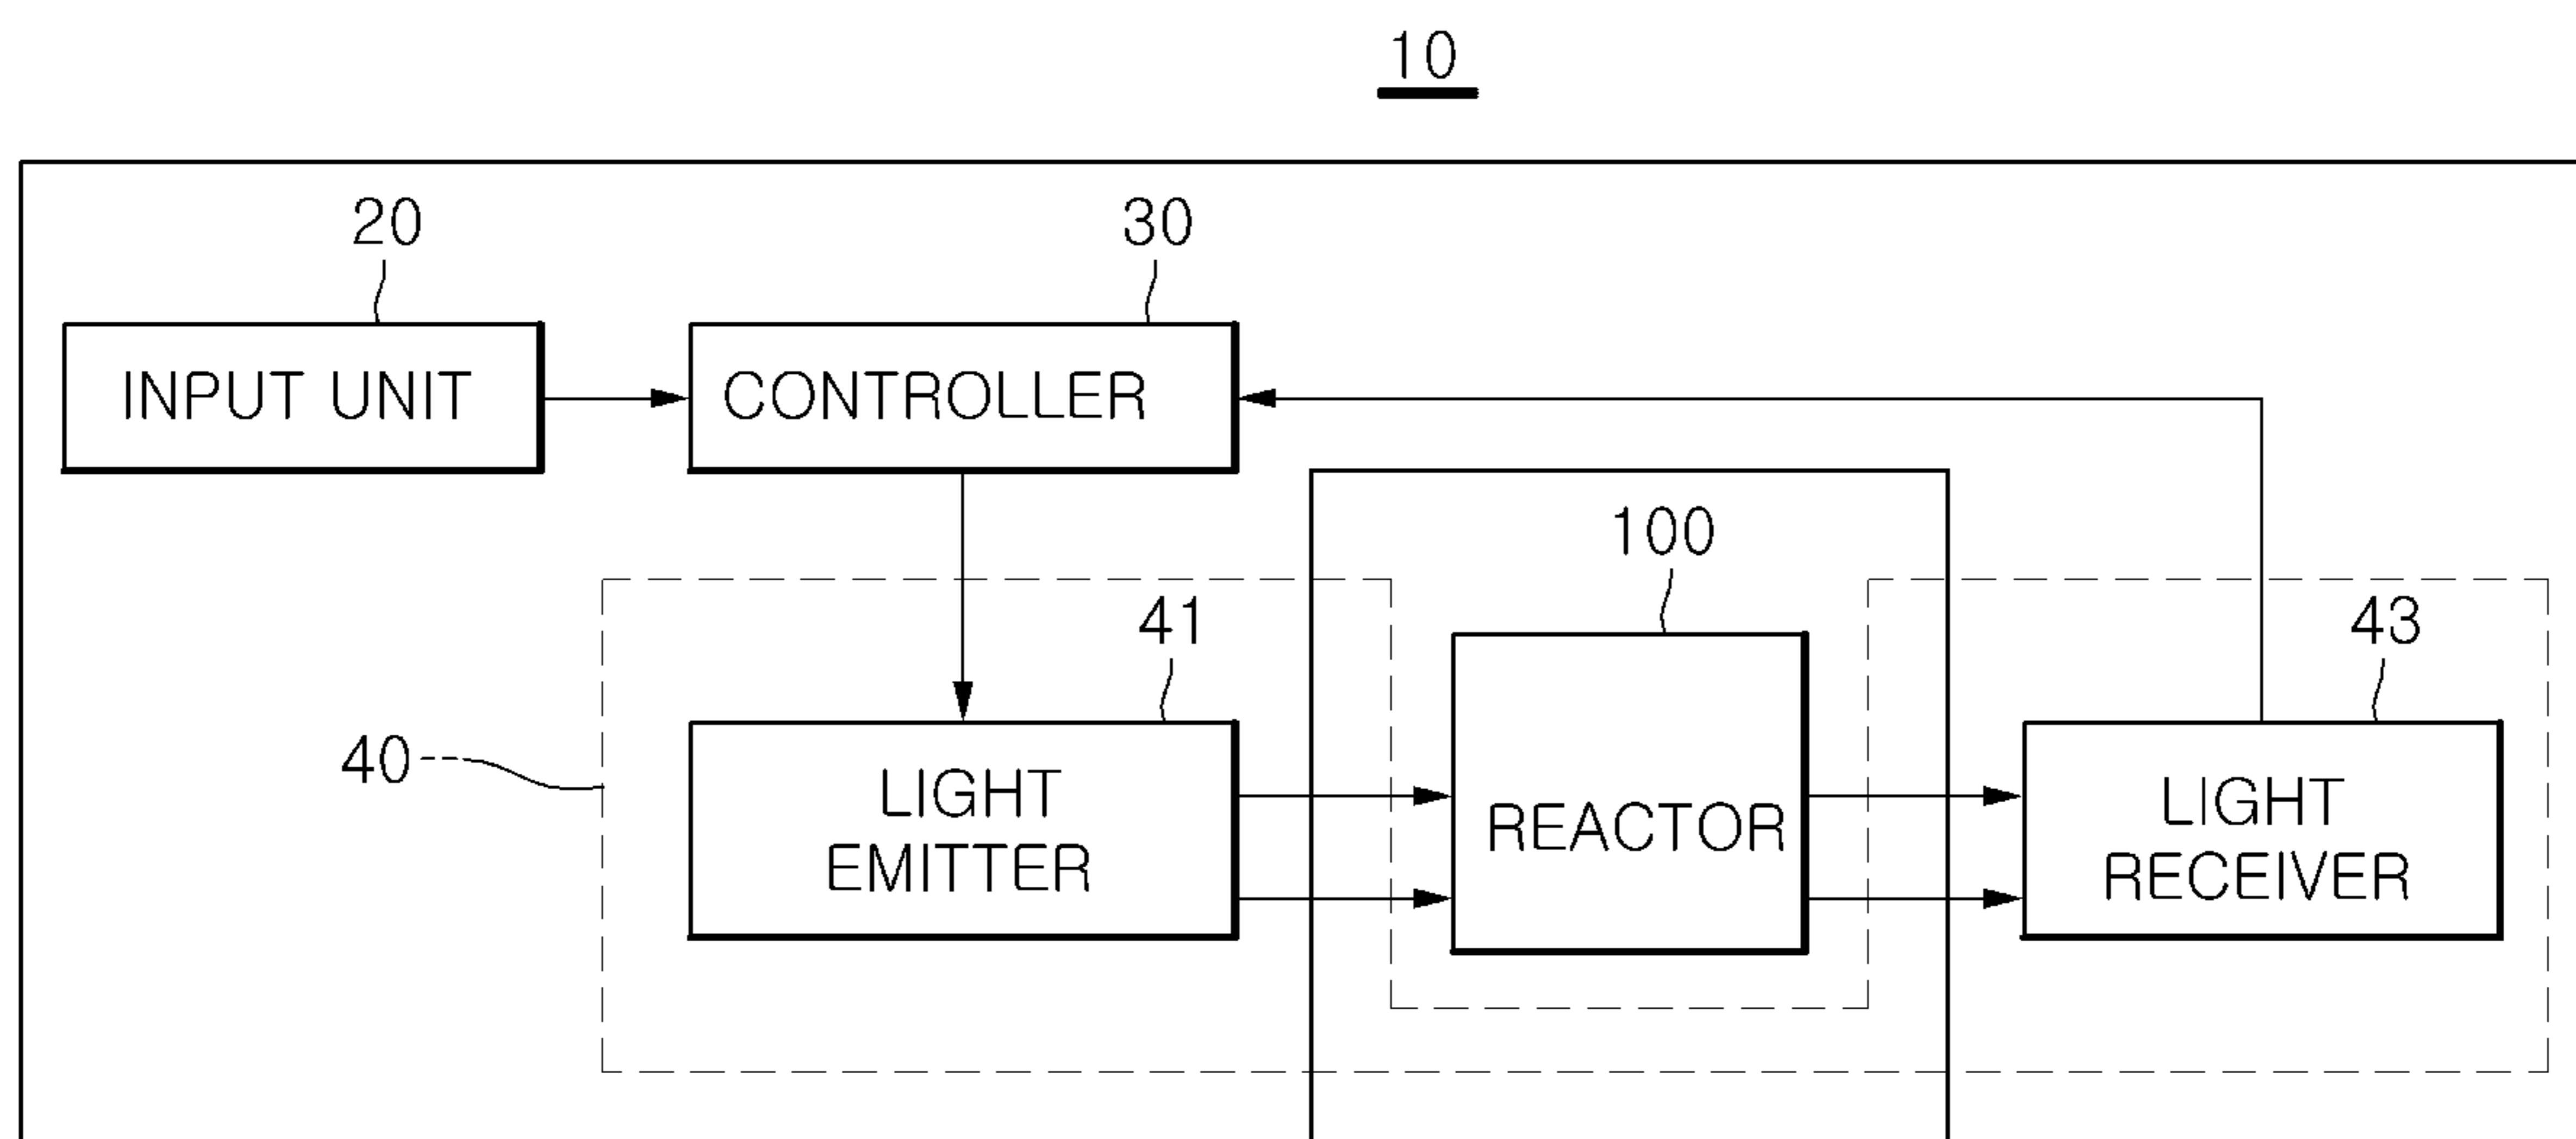 10
20
30
INPUT UNIT
CONTROLLER
100
41
43
40
LIGHT
EMITTER
REACTOR
LIGHT
RECEIVER